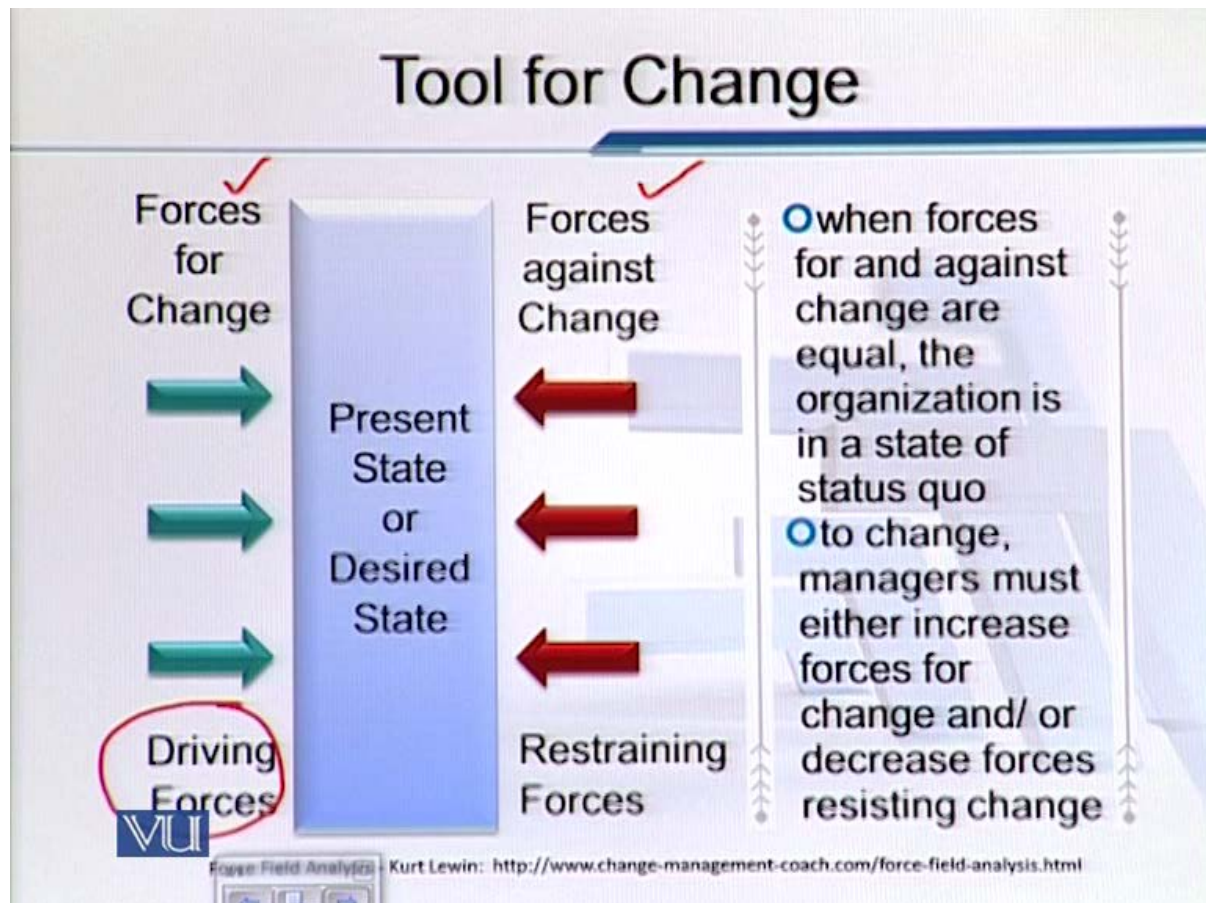 Tool for Change
Forces
for
Change
Present
State
or
Desired
State
Forces
against
Change
Driving
Forces
Restraining
Forces
when forces
for and against
change are
equal, the
organization is
in a state of
status quo
to change,
managers must
either increase
forces for
change and/ or
decrease forces
resisting change
VU
Force Field Analysis - Kurt Lewin: http://www.change-management-coach.com/force-field-analysis.html